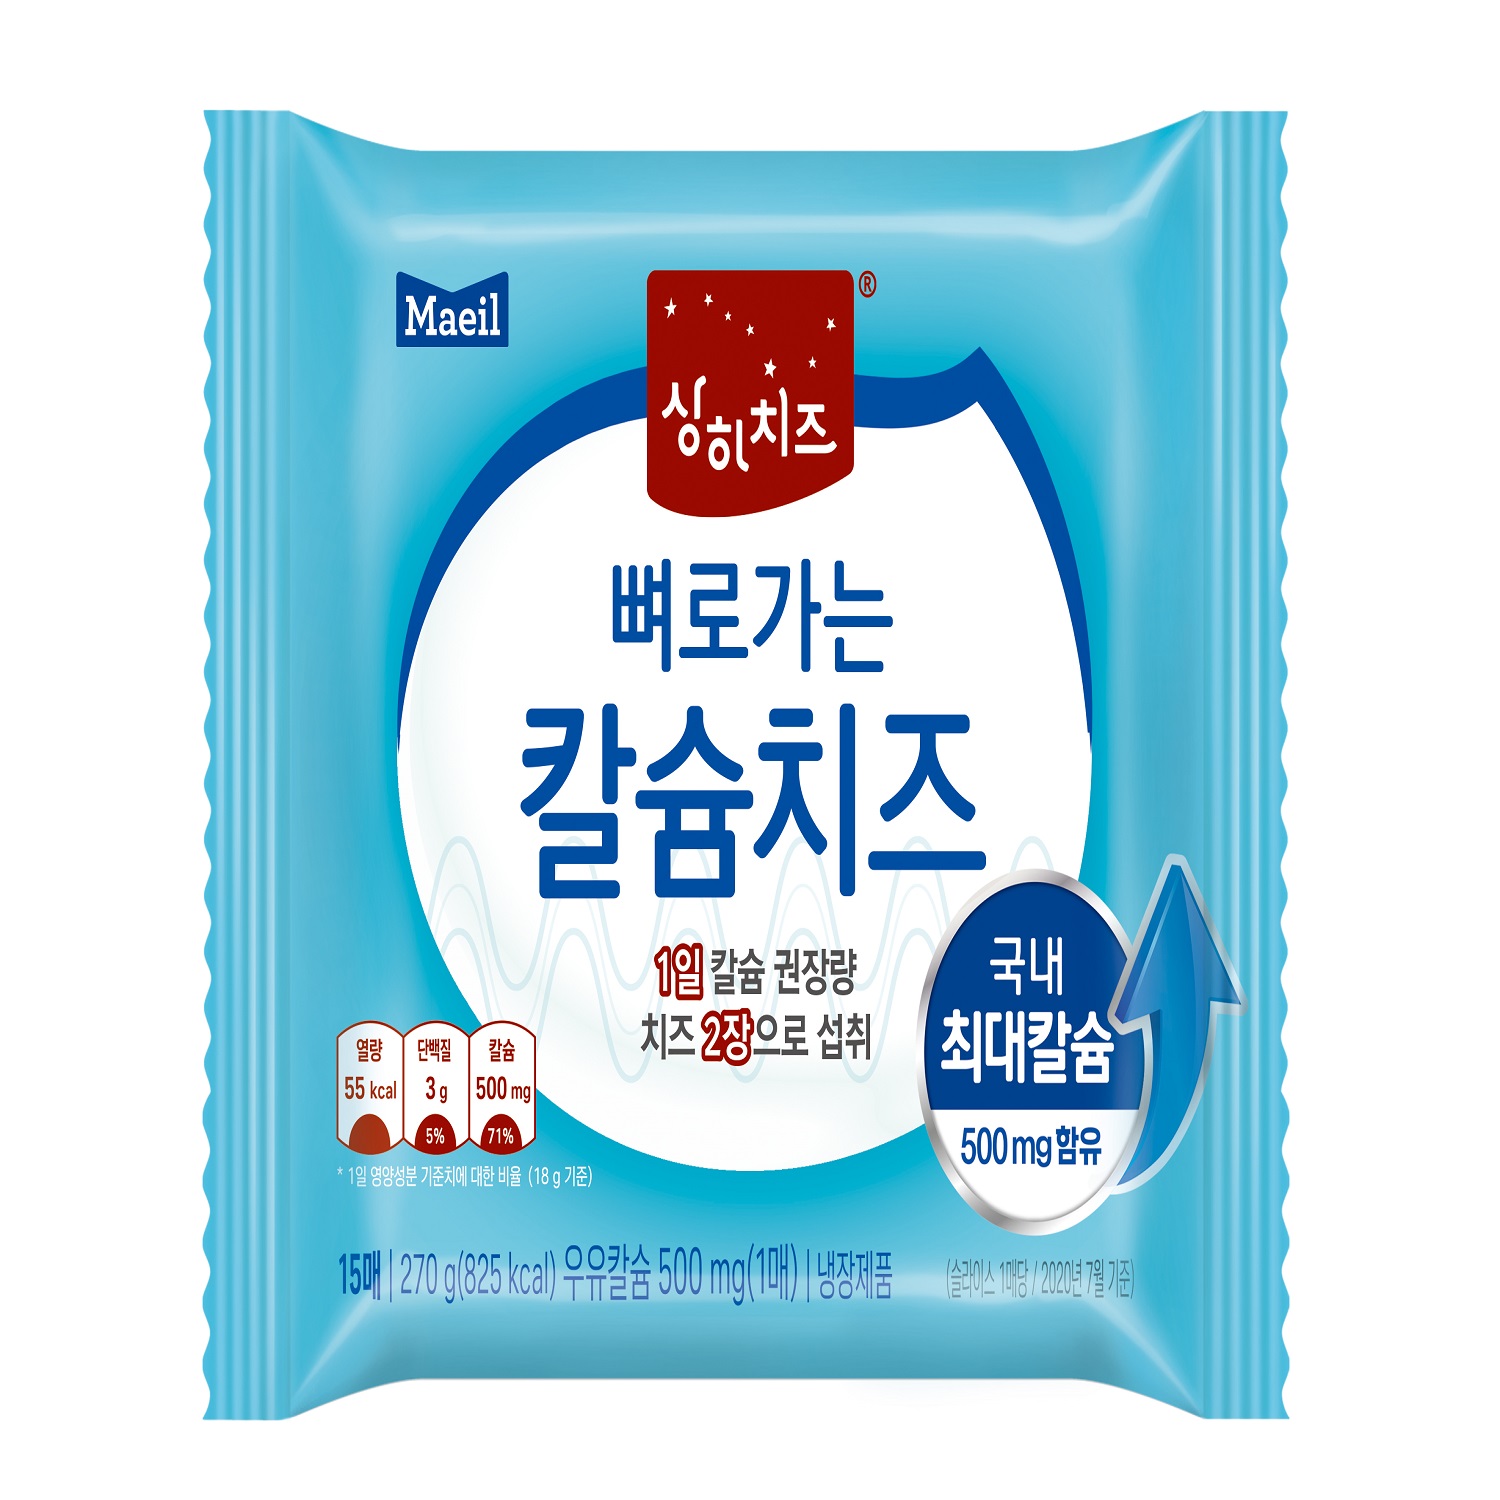 Maeil
상하치즈®
뼈로가는
칼슘치즈
1일 칼슘 권장량
치즈 2장으로 섭취
국내
최대칼슘
500 mg 함유
열량 단백질 칼슘
55 kcal 3 g 500 mg
5% 71%
* 1일 영양성분 기준치에 대한 비율 (18 g 기준)
15매 | 270 g(825 kcal) 우유칼슘 500 mg(1매) | 냉장제품
(슬라이스 1매당 / 2020년 7월 기준)